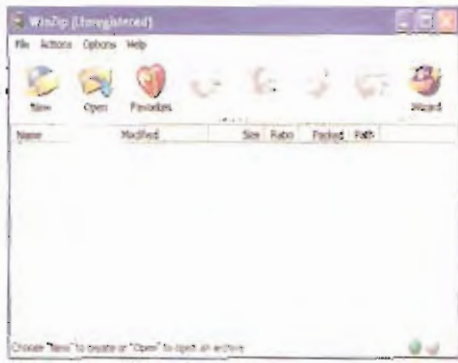 WinZip (Unregistered)
File Actions Options Help
New Open Favorites Wizard
Name Modified Size Ratio Packed Path
Choose "New" to create or "Open" to open an archive